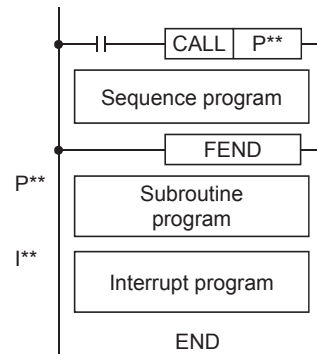 CALL P**
Sequence program
FEND
P**
Subroutine
program
I**
Interrupt program
END